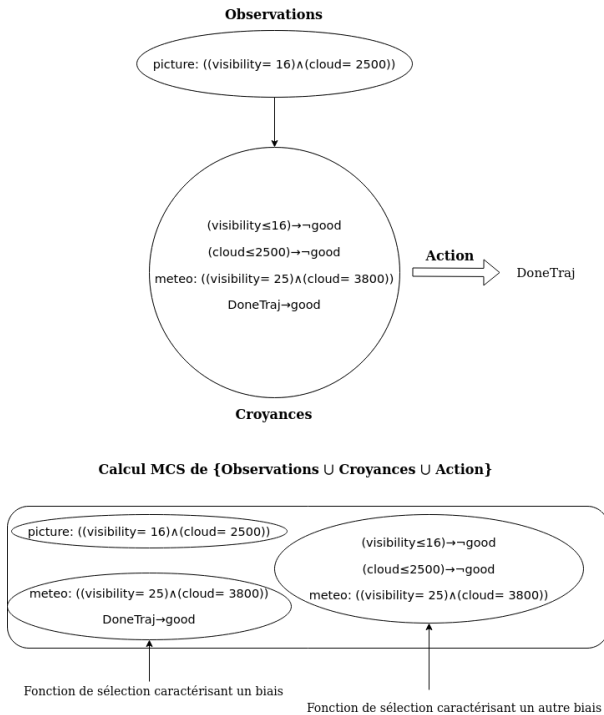 Observations
picture: ((visibility= 16)∧(cloud= 2500))
(visibility≤16)→¬good
(cloud≤2500)→¬good
meteo: ((visibility= 25)∧(cloud= 3800))
DoneTraj→good
Action
DoneTraj
Croyances
Calcul MCS de {Observations ∪ Croyances ∪ Action}
picture: ((visibility= 16)∧(cloud= 2500))
meteo: ((visibility= 25)∧(cloud= 3800))
DoneTraj→good
(visibility≤16)→¬good
(cloud≤2500)→¬good
meteo: ((visibility= 25)∧(cloud= 3800))
Fonction de sélection caractérisant un biais
Fonction de sélection caractérisant un autre biais